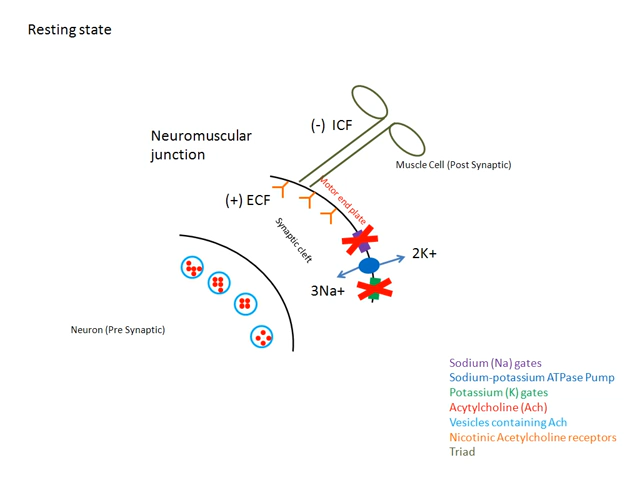 Resting state
(-) ICF
Neuromuscular
junction
Muscle Cell (Post Synaptic)
Motor end plate
(+) ECF
Synaptic cleft
2K+
3Na+
Neuron (Pre Synaptic)
Sodium (Na) gates
Sodium-potassium ATPase Pump
Potassium (K) gates
Acytylcholine (Ach)
Vesicles containing Ach
Nicotinic Acetylcholine receptors
Triad